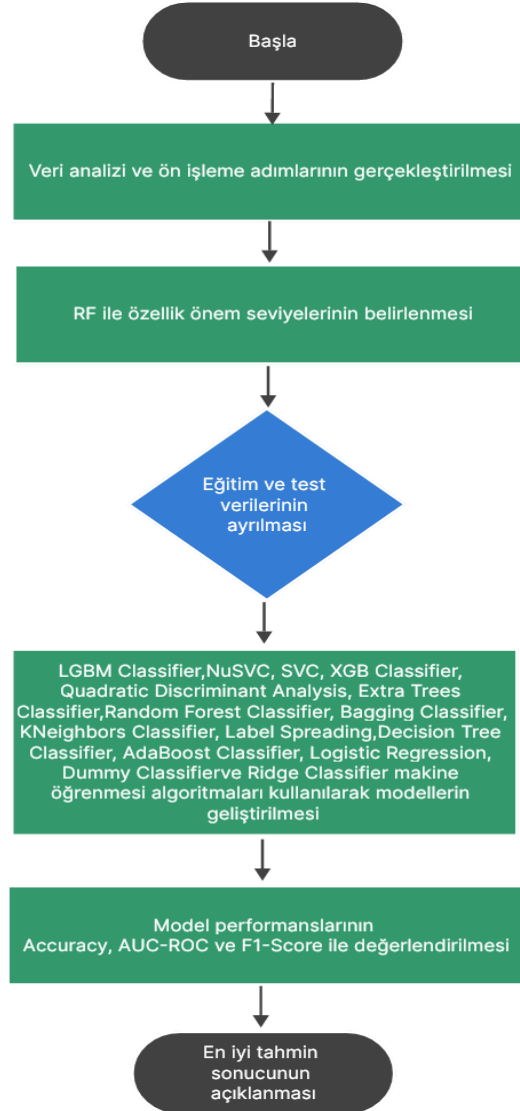 Başla
Veri analizi ve ön işleme adımlarının gerçekleştirilmesi
RF ile özellik önem seviyelerinin belirlenmesi
Eğitim ve test
verilerinin
ayrılması
LGBM Classifier,NuSVC, SVC, XGB Classifier,
Quadratic Discriminant Analysis, Extra Trees
Classifier,Random Forest Classifier, Bagging Classifier,
KNeighbors Classifier, Label Spreading,Decision Tree
Classifier, AdaBoost Classifier, Logistic Regression,
Dummy Classifierve Ridge Classifier makine
öğrenmesi algoritmaları kullanılarak modellerin
geliştirilmesi
Model performanslarının
Accuracy, AUC-ROC ve F1-Score ile değerlendirilmesi
En iyi tahmin
sonucunun
açıklanması